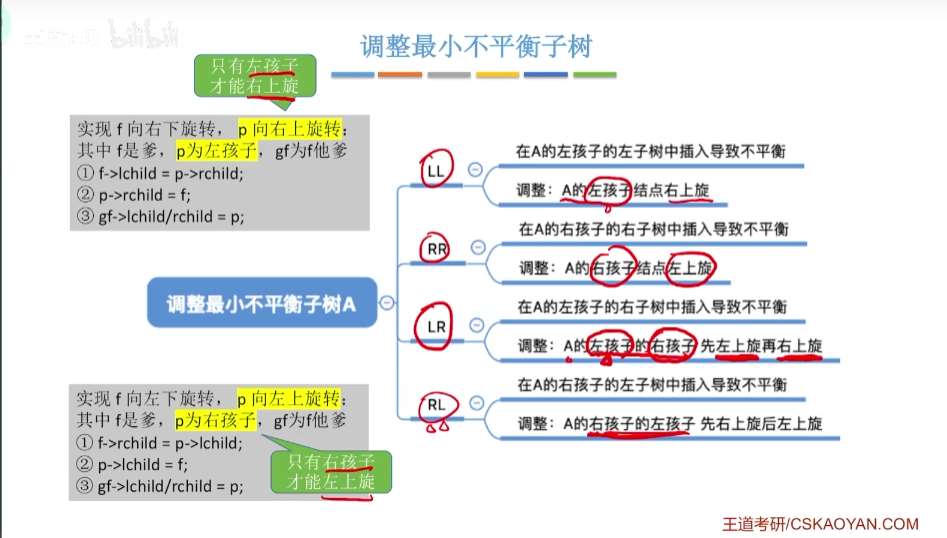 王道考研 bilibili
调整最小不平衡子树
只有左孩子
才能右上旋
实现 f 向右下旋转， p 向右上旋转：
其中 f是爹，p为左孩子，gf为f他爹
① f->lchild = p->rchild;
② p->rchild = f;
③ gf->lchild/rchild = p;
调整最小不平衡子树A
LL
在A的左孩子的左子树中插入导致不平衡
调整：A的左孩子结点右上旋
RR
在A的右孩子的右子树中插入导致不平衡
调整：A的右孩子结点左上旋
LR
在A的左孩子的右子树中插入导致不平衡
调整：A的左孩子的右孩子 先左上旋再右上旋
RL
在A的右孩子的左子树中插入导致不平衡
调整：A的右孩子的左孩子 先右上旋后左上旋
实现 f 向左下旋转， p 向左上旋转：
其中 f是爹，p为右孩子，gf为f他爹
① f->rchild = p->lchild;
② p->lchild = f;
③ gf->lchild/rchild = p;
只有右孩子
才能左上旋
王道考研/CSKAOYAN.COM